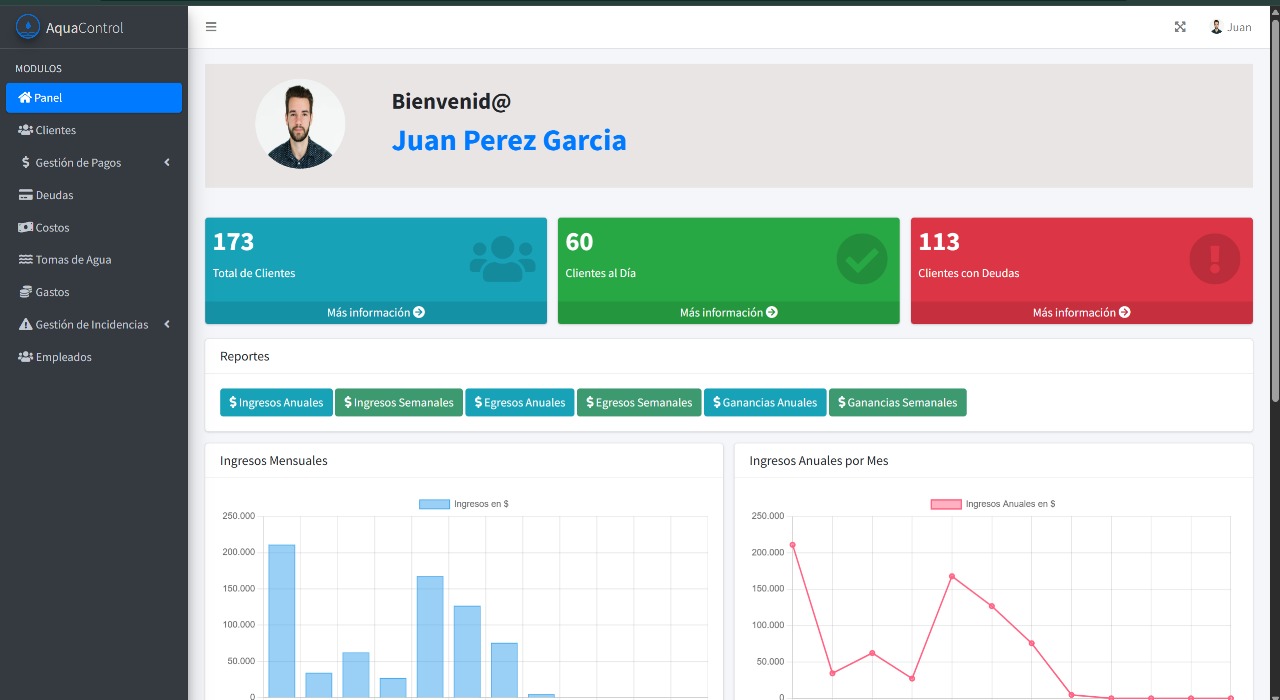 AquaControl
Juan
MODULOS
Panel
Clientes
Gestión de Pagos
Deudas
Costos
Tomas de Agua
Gastos
Gestión de Incidencias
Empleados
Bienvenid@
Juan Perez Garcia
173
Total de Clientes
Más información
60
Clientes al Día
Más información
113
Clientes con Deudas
Más información
Reportes
$ Ingresos Anuales
$ Ingresos Semanales
$ Egresos Anuales
$ Egresos Semanales
$ Ganancias Anuales
$ Ganancias Semanales
Ingresos Mensuales
Ingresos en $
250.000
200.000
150.000
100.000
50.000
0
Ingresos Anuales por Mes
Ingresos Anuales en $
250.000
200.000
150.000
100.000
50.000
0